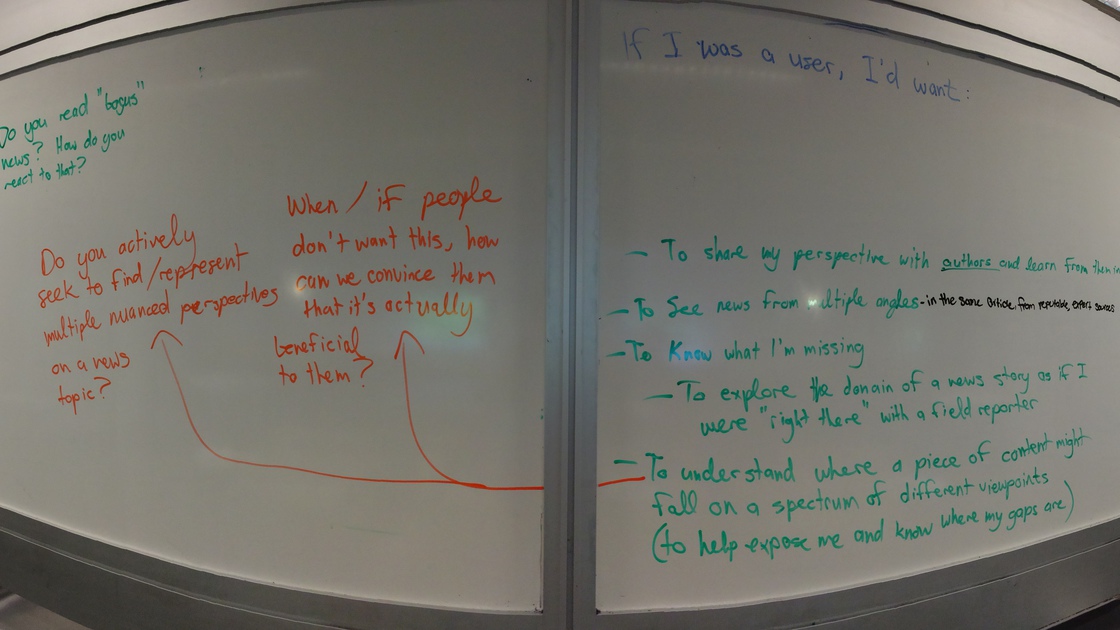 Do you read "bogus"
news? How do you
react to that?
Do you actively
seek to find/represent
multiple nuanced perspectives
on a news
topic?
When / if people
don't want this, how
can we convince them
that it's actually
beneficial
to them?
If I was a user, I'd want:
- To share my perspective with authors and learn from them
- To See news from multiple angles - in the same article, from reputable, expert sources
- To Know what I'm missing
- To explore the domain of a news story as if I
were "right there" with a field reporter
- To understand where a piece of content might
fall on a spectrum of different viewpoints
(to help expose me and know where my gaps are)